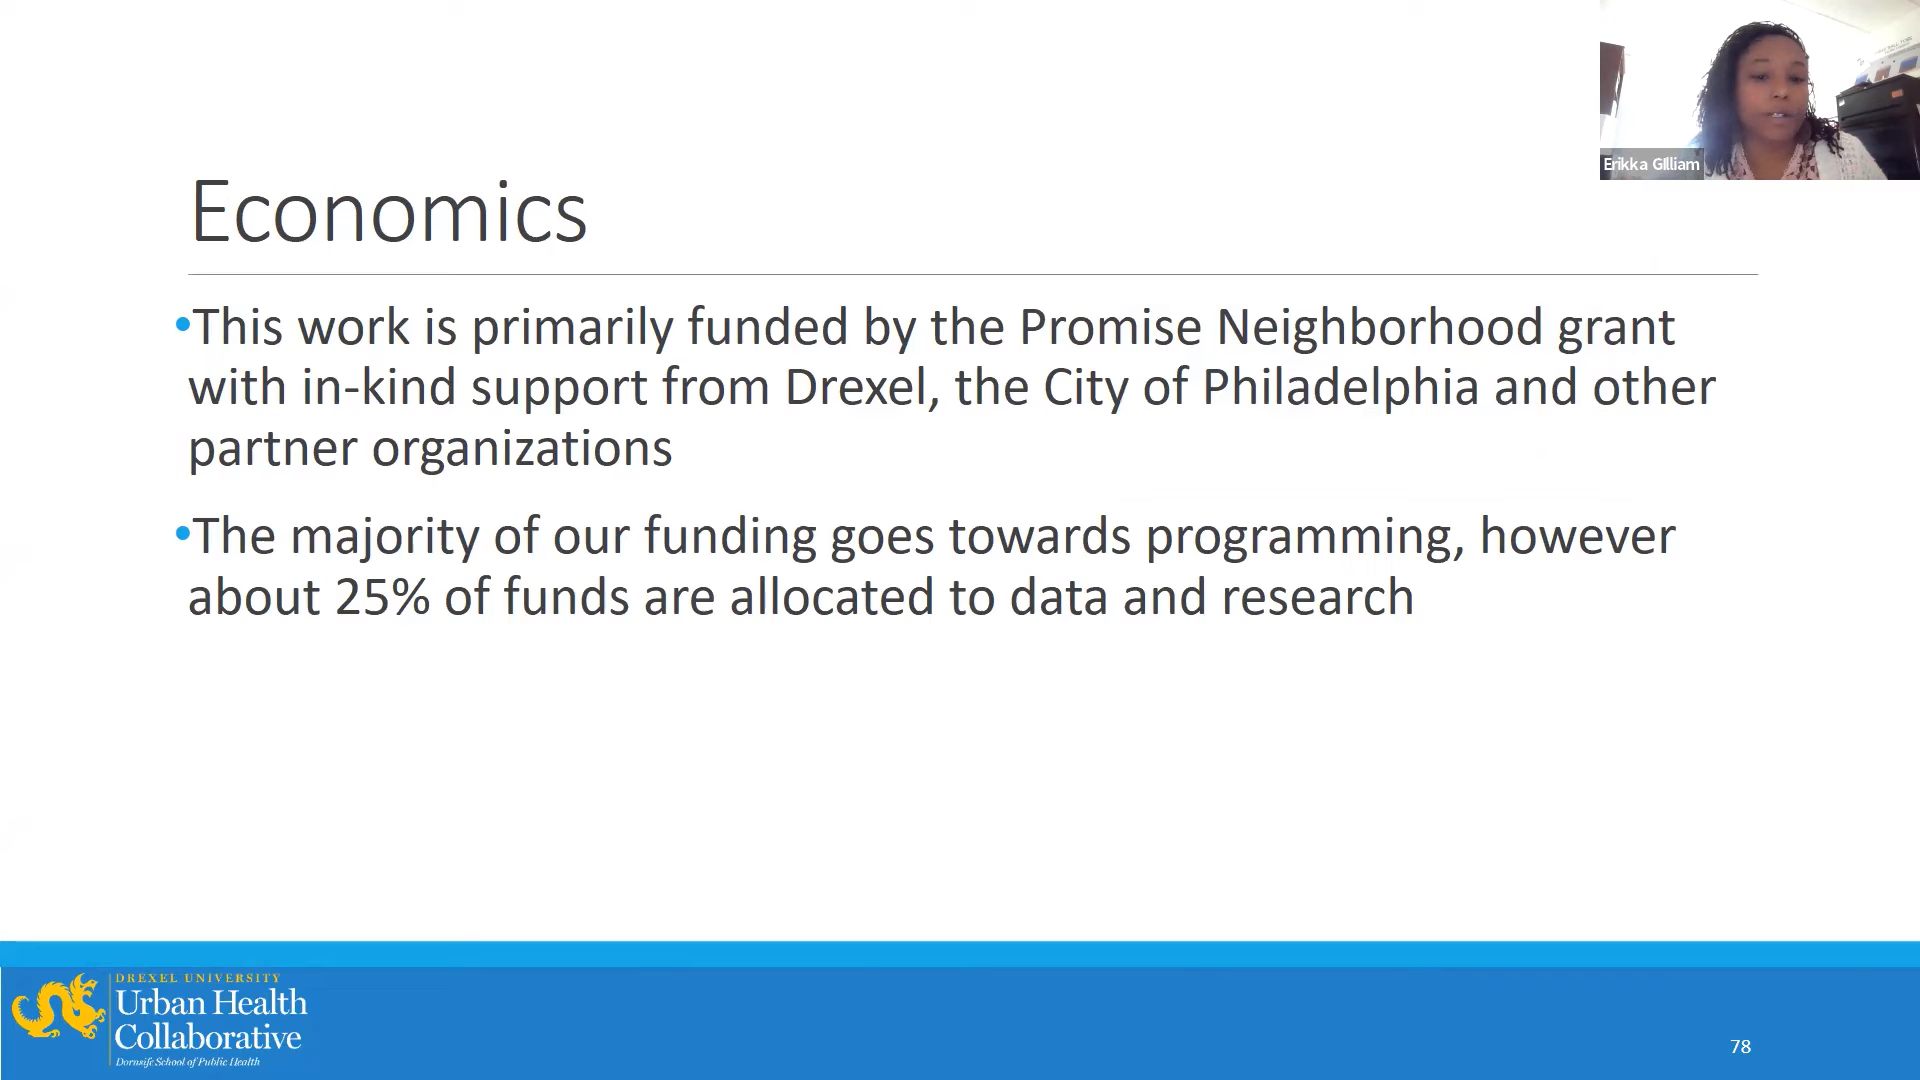 Erikka Gilliam
Economics
•This work is primarily funded by the Promise Neighborhood grant
with in-kind support from Drexel, the City of Philadelphia and other
partner organizations
•The majority of our funding goes towards programming, however
about 25% of funds are allocated to data and research
DREXEL UNIVERSITY
Urban Health
Collaborative
Dornsife School of Public Health
78